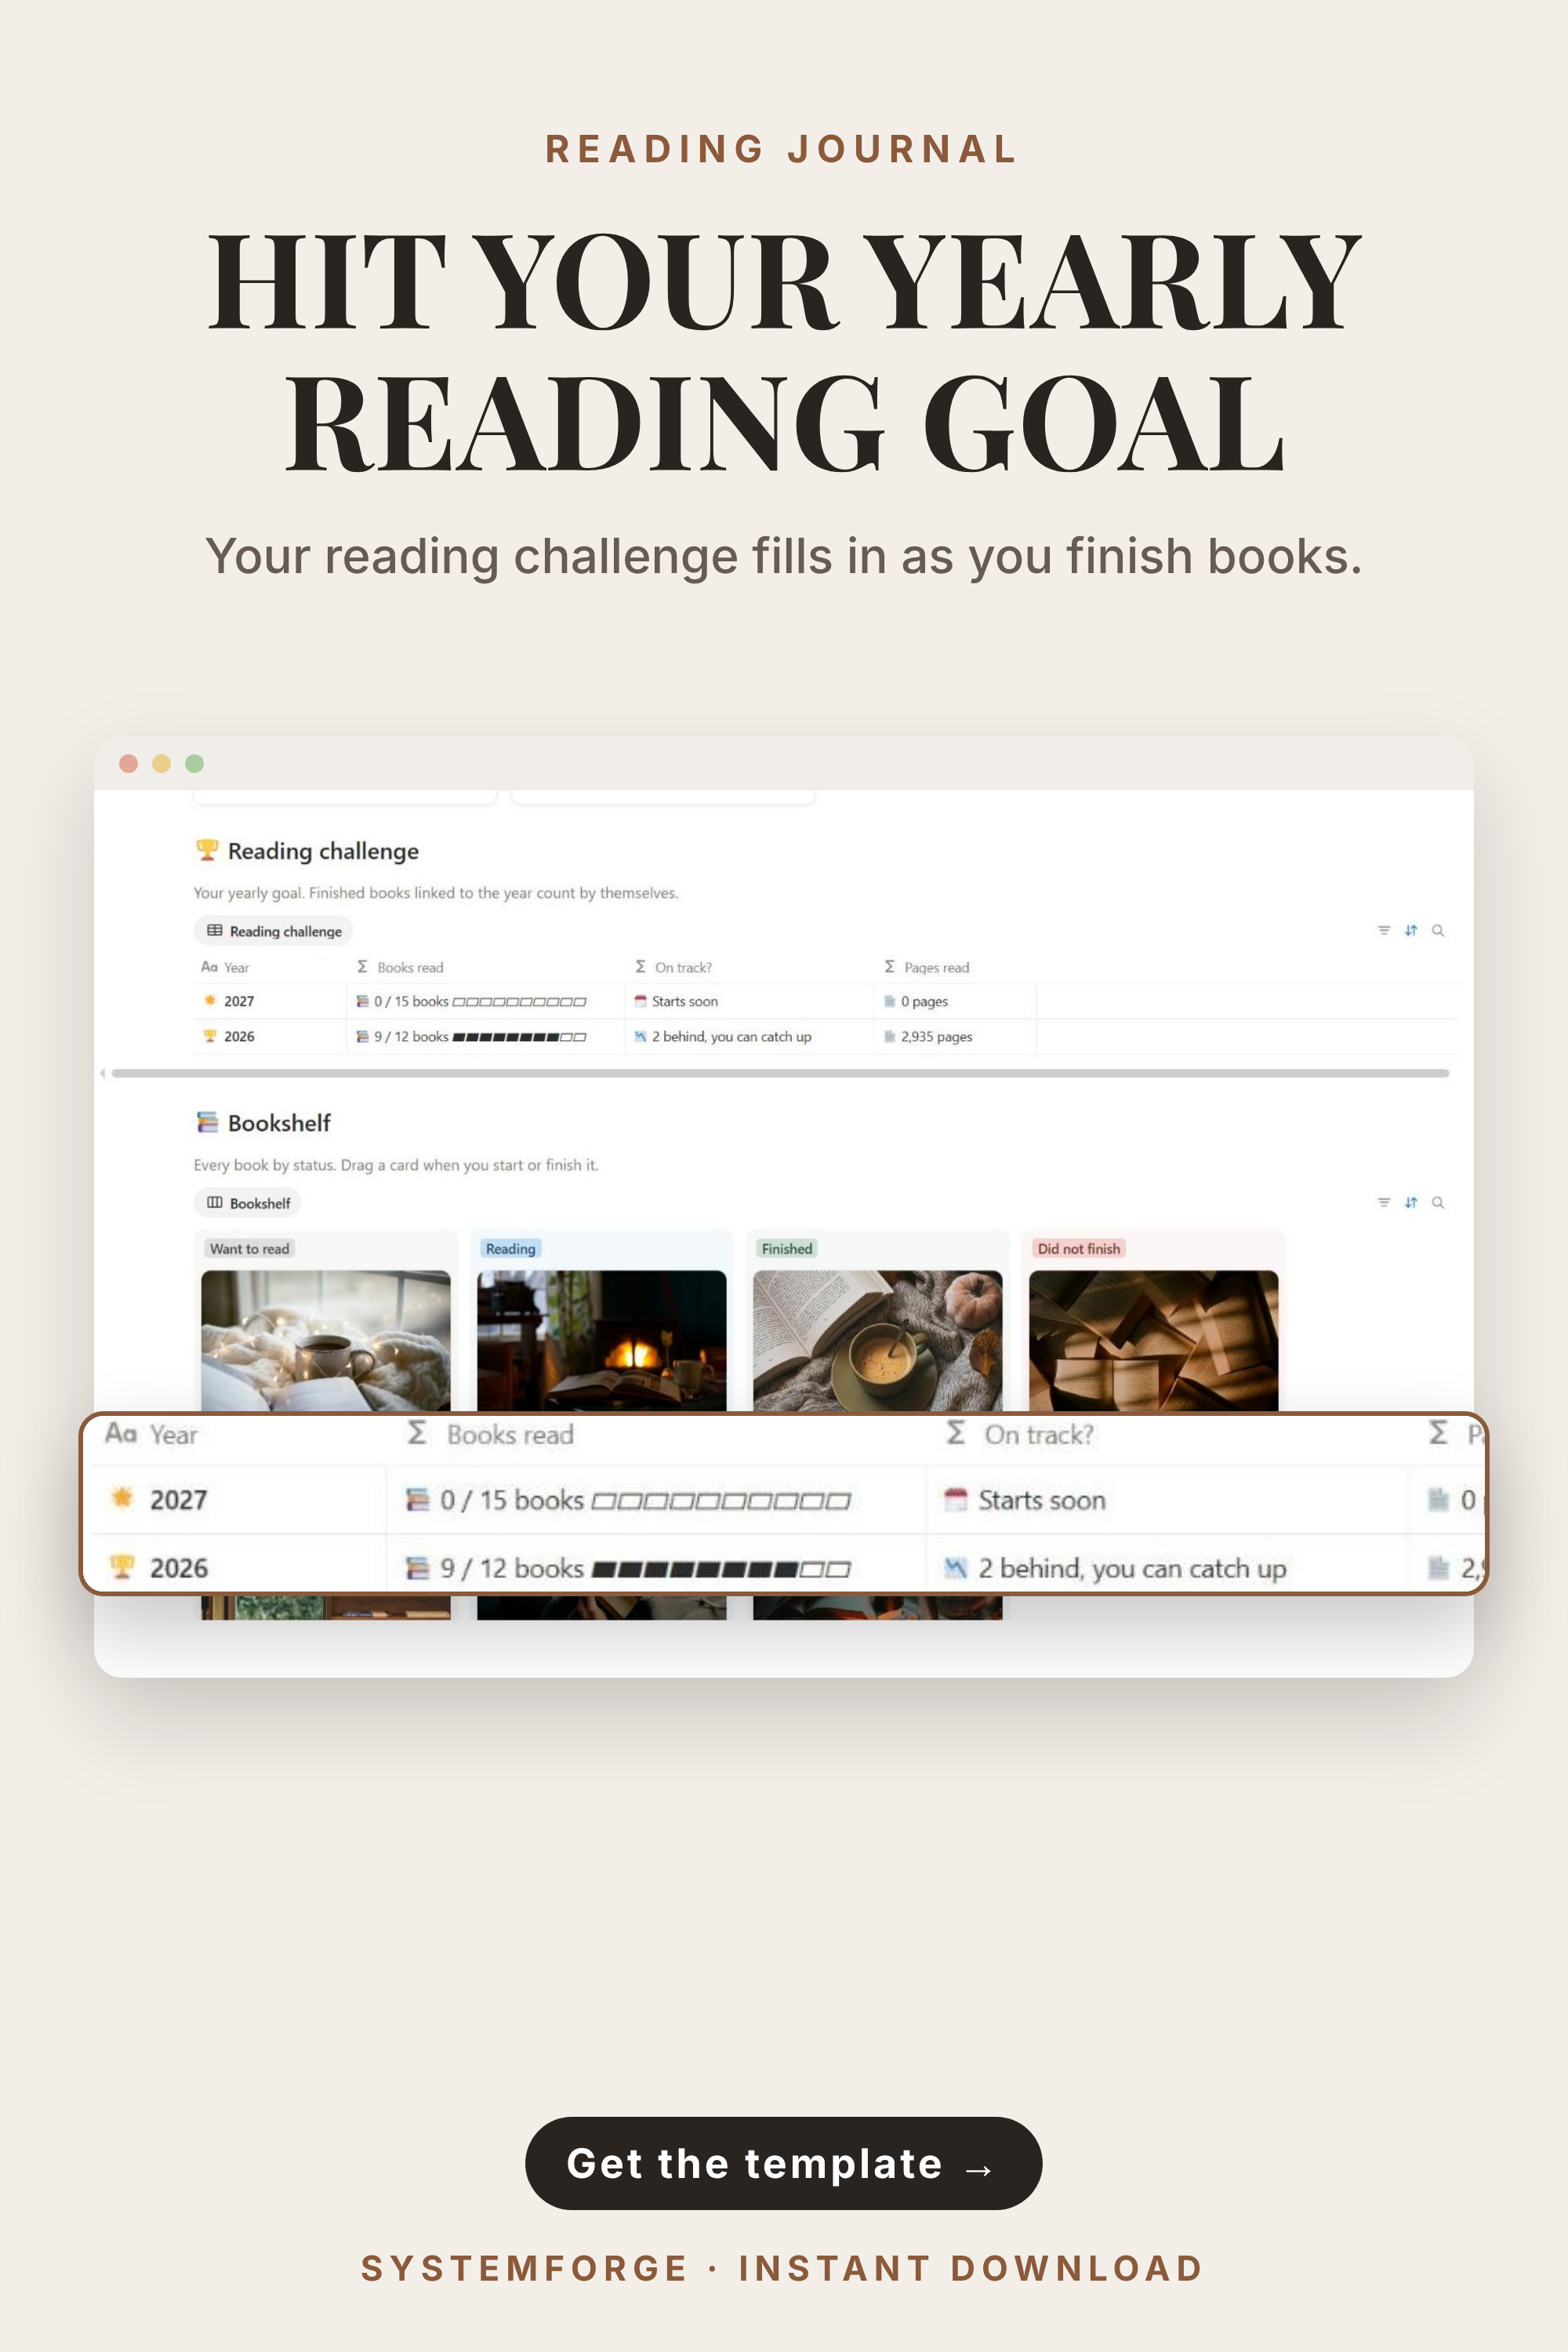 READING JOURNAL
HIT YOUR YEARLY
READING GOAL
Your reading challenge fills in as you finish books.
Reading challenge
Your yearly goal. Finished books linked to the year count by themselves.
Reading challenge
Aa Year Σ Books read Σ On track? Σ Pages read
2027 0 / 15 books Starts soon 0 pages
2026 9 / 12 books 2 behind, you can catch up 2,935 pages
Bookshelf
Every book by status. Drag a card when you start or finish it.
Bookshelf
Want to read Reading Finished Did not finish
Aa Year Σ Books read Σ On track? Σ
2027 0 / 15 books Starts soon 0
2026 9 / 12 books 2 behind, you can catch up
Get the template →
SYSTEMFORGE · INSTANT DOWNLOAD